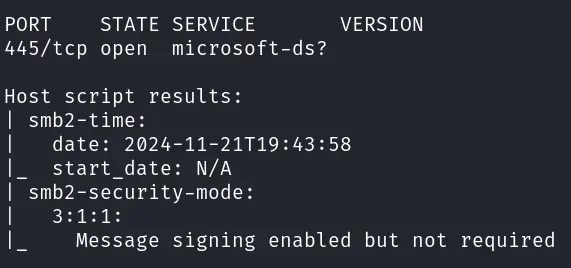 PORT    STATE SERVICE       VERSION
445/tcp open  microsoft-ds?

Host script results:
| smb2-time:
|   date: 2024-11-21T19:43:58
|_  start_date: N/A
| smb2-security-mode:
|   3:1:1:
|_    Message signing enabled but not required